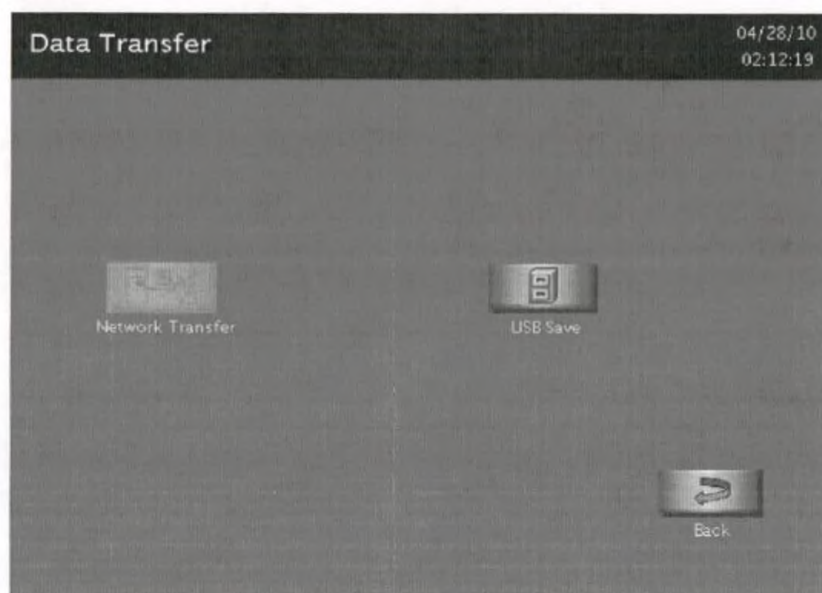 Data Transfer
04/28/10
02:12:19
Network Transfer
USB Save
Back